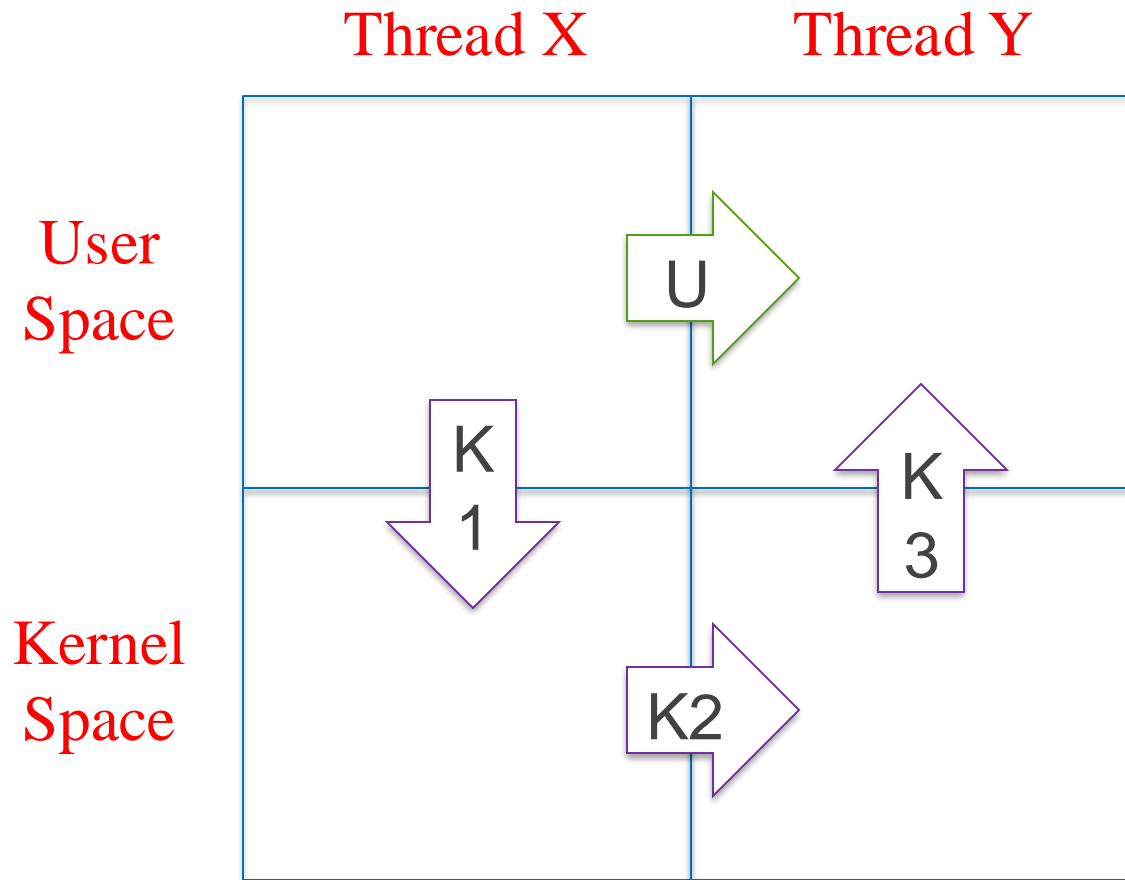 Thread X
Thread Y
User
Space
U
K
1
K
3
Kernel
Space
K2